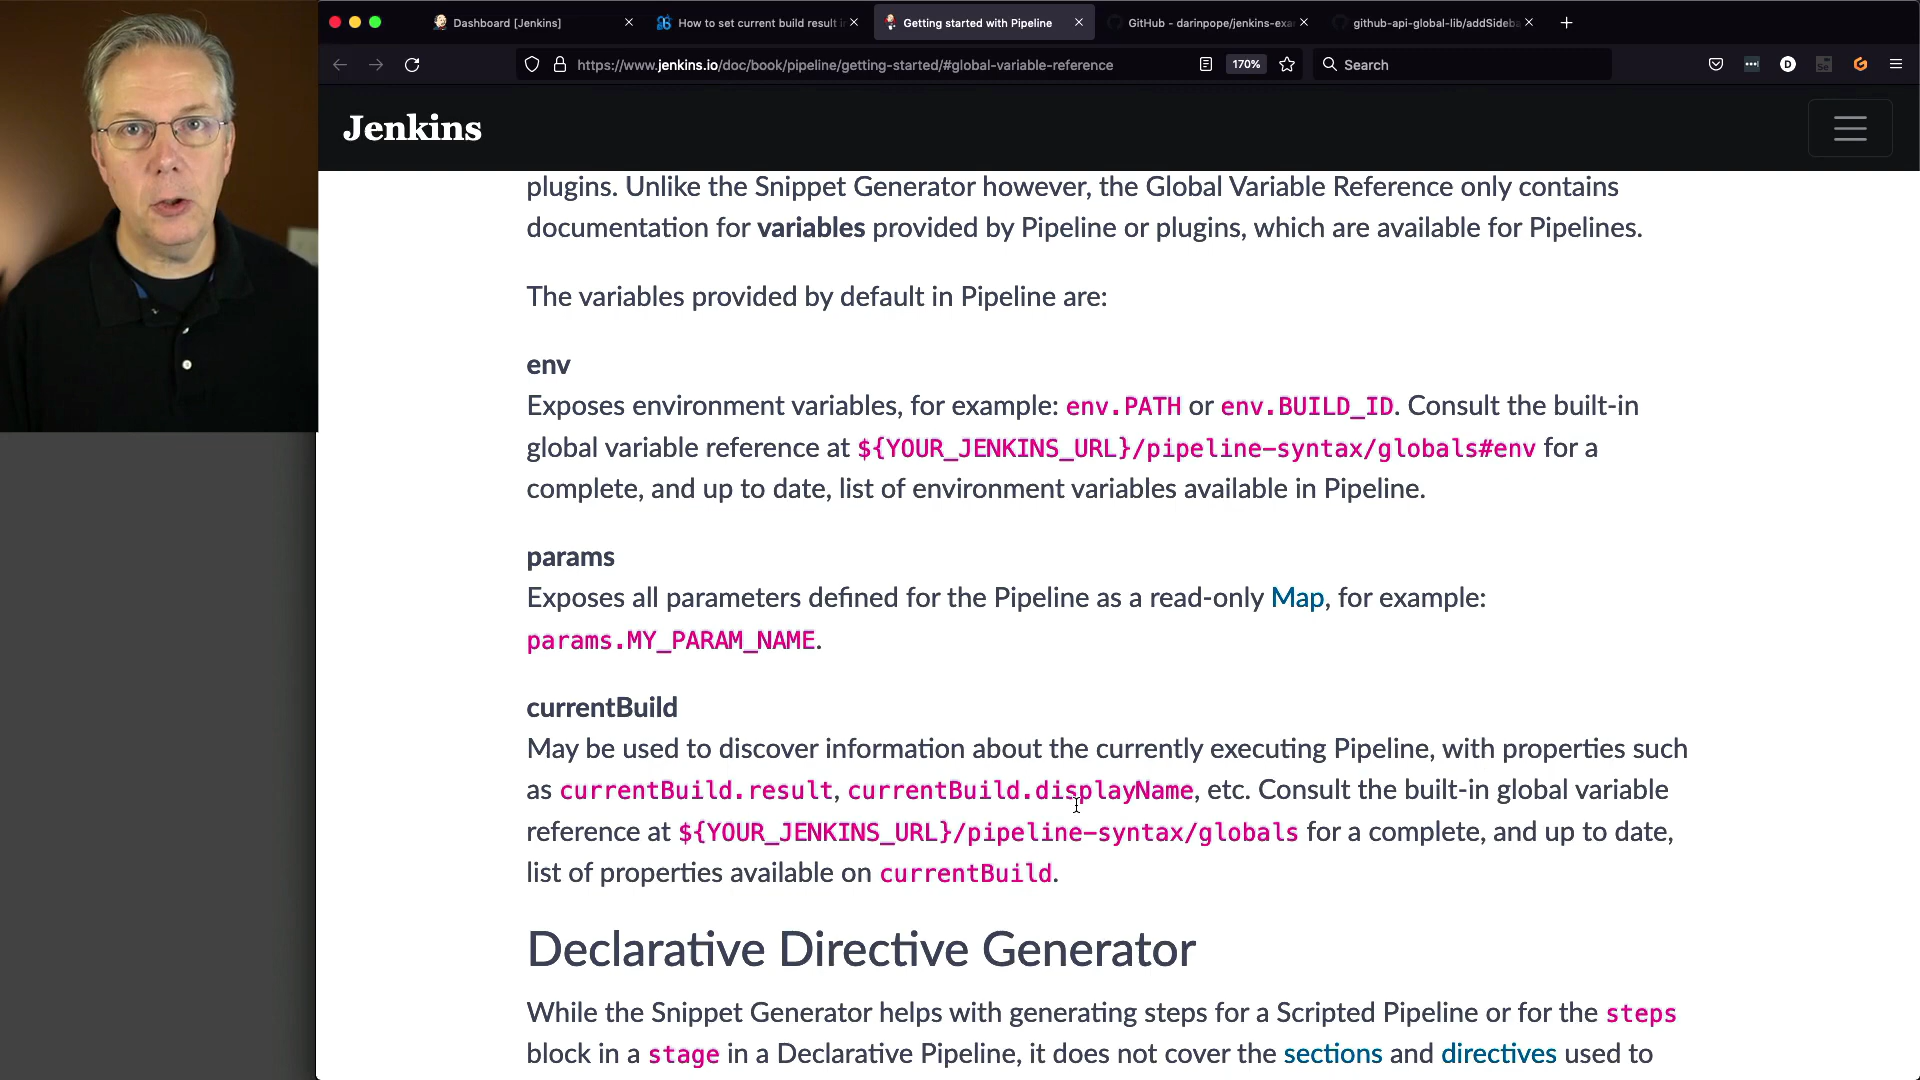 Dashboard [Jenkins]
How to set current build result i
Getting started with Pipeline
GitHub - darinpope/jenkins-exa
github-api-global-lib/addSideba
https://www.jenkins.io/doc/book/pipeline/getting-started/#global-variable-reference
170%
Search
Jenkins
plugins. Unlike the Snippet Generator however, the Global Variable Reference only contains
documentation for variables provided by Pipeline or plugins, which are available for Pipelines.
The variables provided by default in Pipeline are:
env
Exposes environment variables, for example: env.PATH or env.BUILD_ID. Consult the built-in
global variable reference at ${YOUR_JENKINS_URL}/pipeline-syntax/globals#env for a
complete, and up to date, list of environment variables available in Pipeline.
params
Exposes all parameters defined for the Pipeline as a read-only Map, for example:
params.MY_PARAM_NAME.
currentBuild
May be used to discover information about the currently executing Pipeline, with properties such
as currentBuild.result, currentBuild.displayName, etc. Consult the built-in global variable
reference at ${YOUR_JENKINS_URL}/pipeline-syntax/globals for a complete, and up to date,
list of properties available on currentBuild.
Declarative Directive Generator
While the Snippet Generator helps with generating steps for a Scripted Pipeline or for the steps
block in a stage in a Declarative Pipeline, it does not cover the sections and directives used to